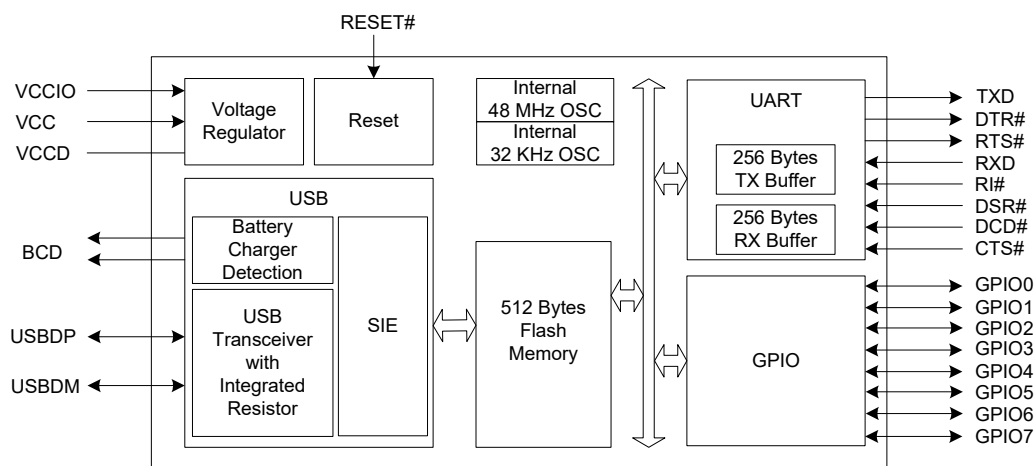 RESET#
VCCIO
VCC
VCCD
BCD
USBDP
USBDM
Voltage
Regulator
Reset
Internal
48 MHz OSC
Internal
32 KHz OSC
USB
Battery
Charger
Detection
USB
Transceiver
with
Integrated
Resistor
SIE
512 Bytes
Flash
Memory
UART
256 Bytes
TX Buffer
256 Bytes
RX Buffer
GPIO
TXD
DTR#
RTS#
RXD
RI#
DSR#
DCD#
CTS#
GPIO0
GPIO1
GPIO2
GPIO3
GPIO4
GPIO5
GPIO6
GPIO7